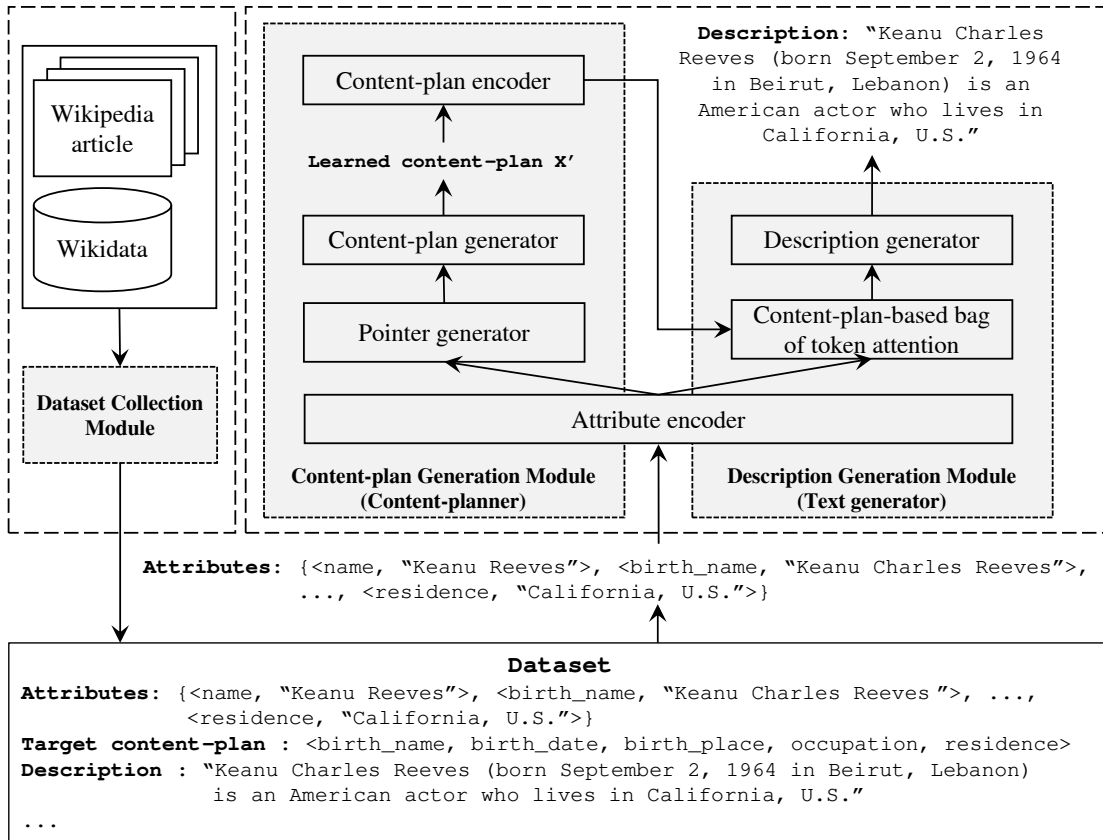 Wikipedia
article
Wikidata
Dataset Collection
Module
Content-plan encoder
Learned content-plan X’
Content-plan generator
Pointer generator
Attribute encoder
Content-plan Generation Module
(Content-planner)
Description: “Keanu Charles
Reeves (born September 2, 1964
in Beirut, Lebanon) is an
American actor who lives in
California, U.S.”
Description generator
Content-plan-based bag
of token attention
Description Generation Module
(Text generator)
Attributes: {<name, “Keanu Reeves”>, <birth_name, “Keanu Charles Reeves”>,
..., <residence, “California, U.S.”>}
Dataset
Attributes: {<name, “Keanu Reeves”>, <birth_name, “Keanu Charles Reeves ”>, ...,
<residence, “California, U.S.”>}
Target content-plan : <birth_name, birth_date, birth_place, occupation, residence>
Description : “Keanu Charles Reeves (born September 2, 1964 in Beirut, Lebanon)
is an American actor who lives in California, U.S.”
...